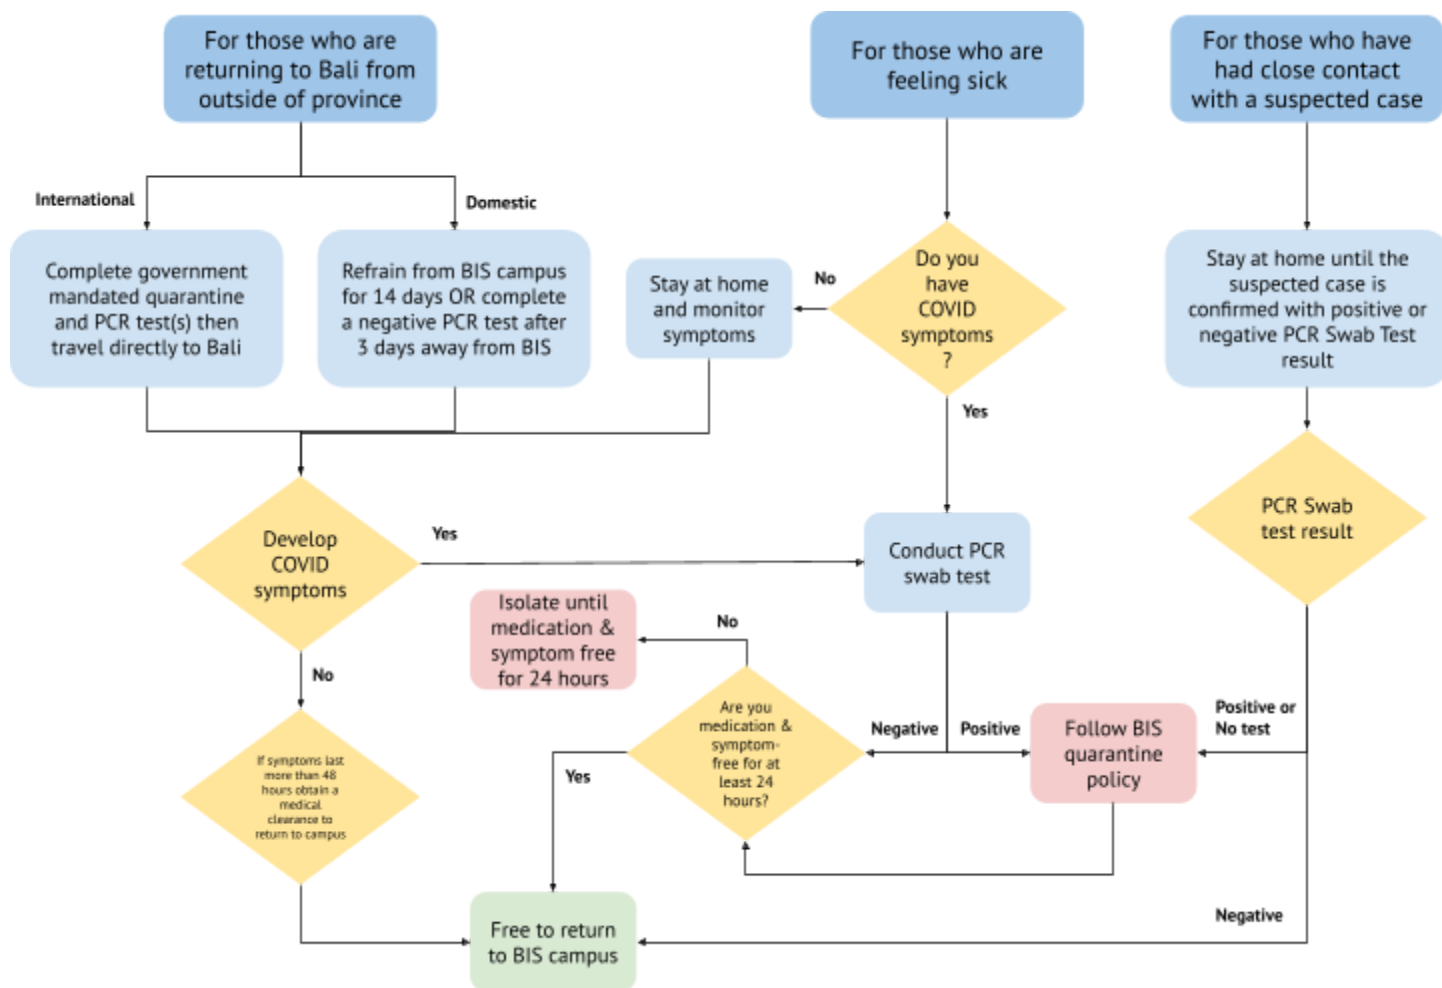 For those who are
returning to Bali from
outside of province
For those who are
feeling sick
For those who have
had close contact
with a suspected case
International
Domestic
Complete government
mandated quarantine
and PCR test(s) then
travel directly to Bali
Refrain from BIS campus
for 14 days OR complete
a negative PCR test after
3 days away from BIS
Stay at home
and monitor
symptoms
No
Do you
have
COVID
symptoms
?
Stay at home until the
suspected case is
confirmed with positive or
negative PCR Swab Test
result
Yes
Develop
COVID
symptoms
Yes
Conduct PCR
swab test
PCR Swab
test result
Isolate until
medication &
symptom free
for 24 hours
No
No
Are you
medication &
symptom-
free for at
least 24
hours?
Negative
Positive
Follow BIS
quarantine
policy
Positive or
No test
If symptoms last
more than 48
hours obtain a
medical
clearance to
return to campus
Yes
Free to return
to BIS campus
Negative